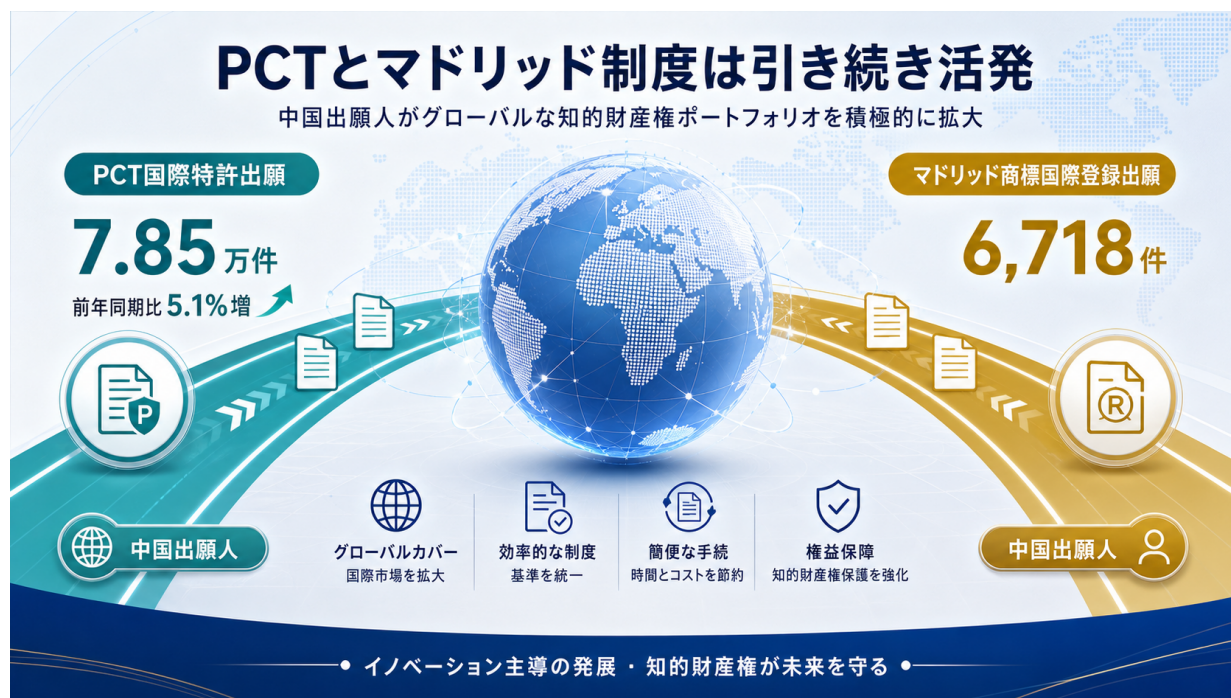 PCTとマドリッド制度は引き続き活発
中国出願人がグローバルな知的財産権ポートフォリオを積極的に拡大
PCT国際特許出願
7.85万件
前年同期比5.1%増
マドリッド商標国際登録出願
6,718件
P
R
中国出願人
グローバルカバー
国際市場を拡大
効率的な制度
基準を統一
簡便な手続
時間とコストを節約
権益保障
知的財産権保護を強化
中国出願人
イノベーション主導の発展・知的財産権が未来を守る